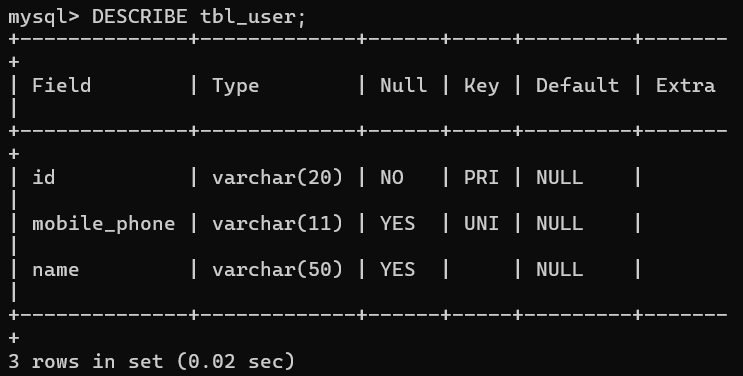 mysql> DESCRIBE tbl_user;
+--------------+-------------+------+-----+---------+-------
+
| Field        | Type        | Null | Key | Default | Extra
|
+--------------+-------------+------+-----+---------+-------
+
| id           | varchar(20) | NO   | PRI | NULL    |
|
| mobile_phone | varchar(11) | YES  | UNI | NULL    |
|
| name         | varchar(50) | YES  |     | NULL    |
|
+--------------+-------------+------+-----+---------+-------
+
3 rows in set (0.02 sec)